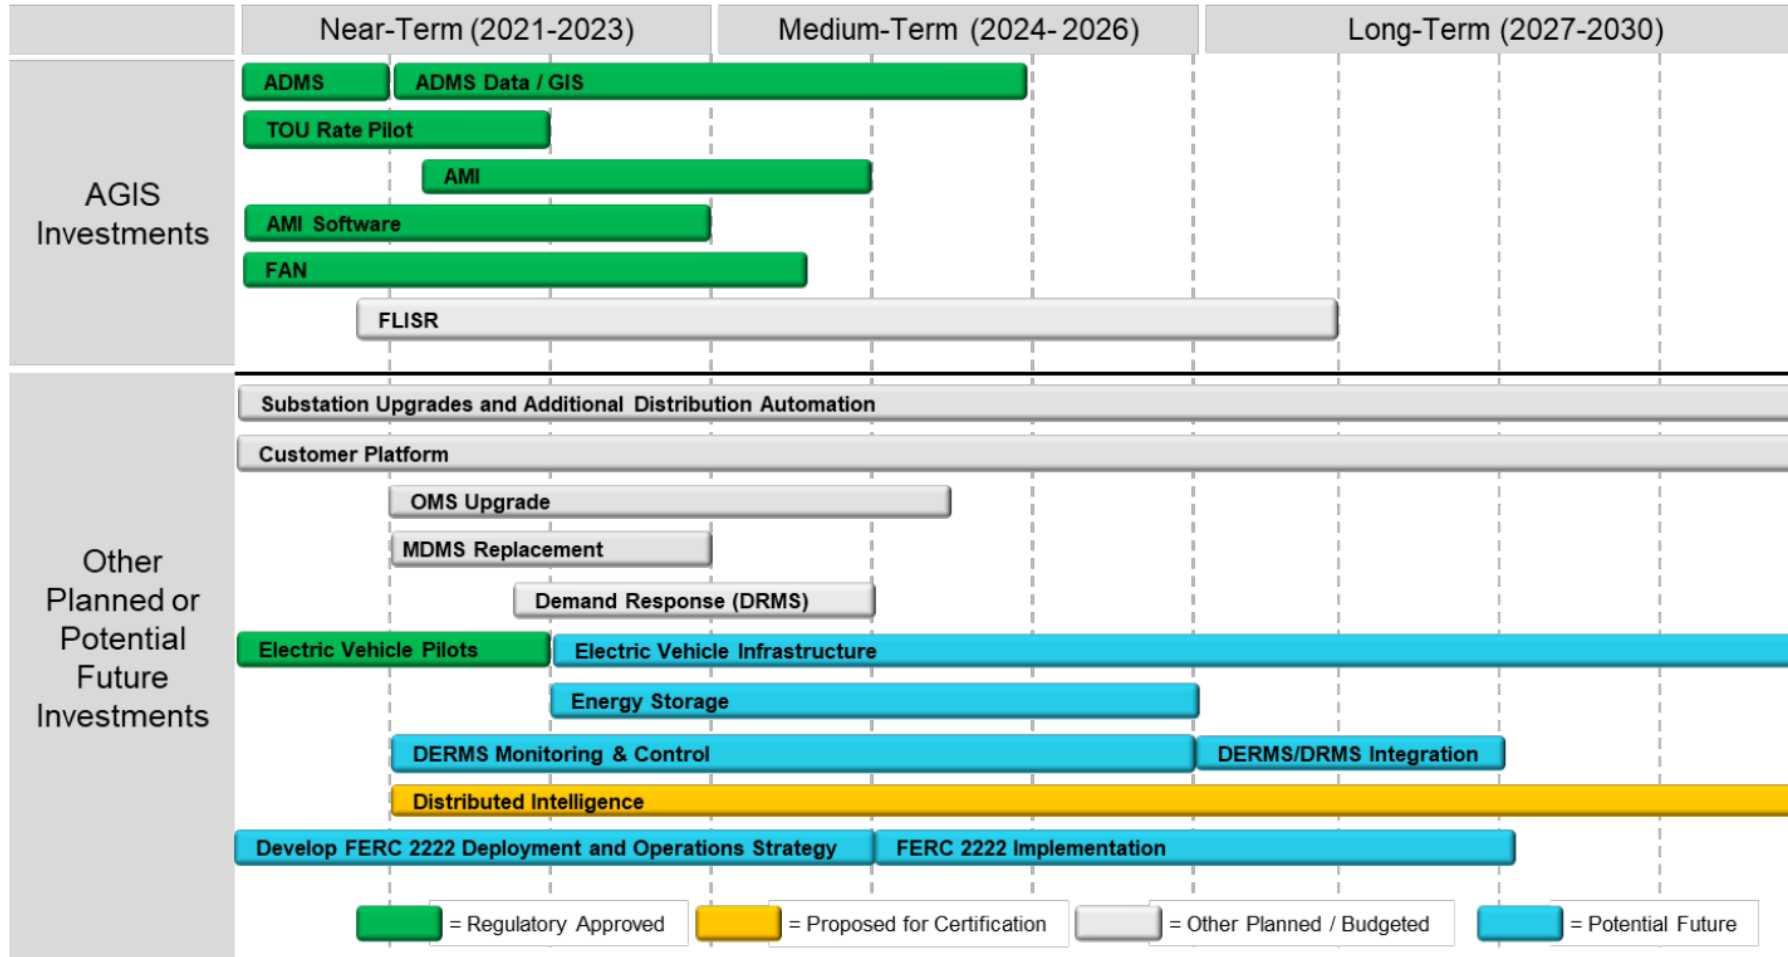 Near-Term (2021-2023)
Medium-Term (2024-2026)
Long-Term (2027-2030)
AGIS
Investments
ADMS
ADMS Data / GIS
TOU Rate Pilot
AMI
AMI Software
FAN
FLISR
Other
Planned or
Potential
Future
Investments
Substation Upgrades and Additional Distribution Automation
Customer Platform
OMS Upgrade
MDMS Replacement
Demand Response (DRMS)
Electric Vehicle Pilots
Electric Vehicle Infrastructure
Energy Storage
DERMS Monitoring & Control
DERMS/DRMS Integration
Distributed Intelligence
Develop FERC 2222 Deployment and Operations Strategy
FERC 2222 Implementation
= Regulatory Approved
= Proposed for Certification
= Other Planned / Budgeted
= Potential Future